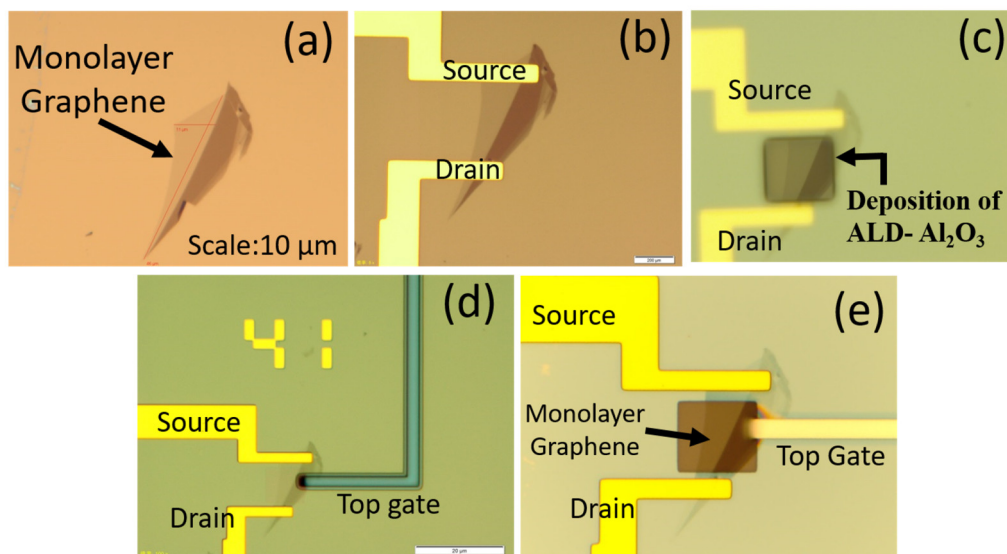 (a)
Monolayer
Graphene
Scale:10 μm
(b)
Source
Drain
(c)
Source
Deposition of
ALD- Al₂O₃
Drain
(d)
41
Source
Drain
Top gate
20 μm
(e)
Source
Monolayer
Graphene
Top Gate
Drain